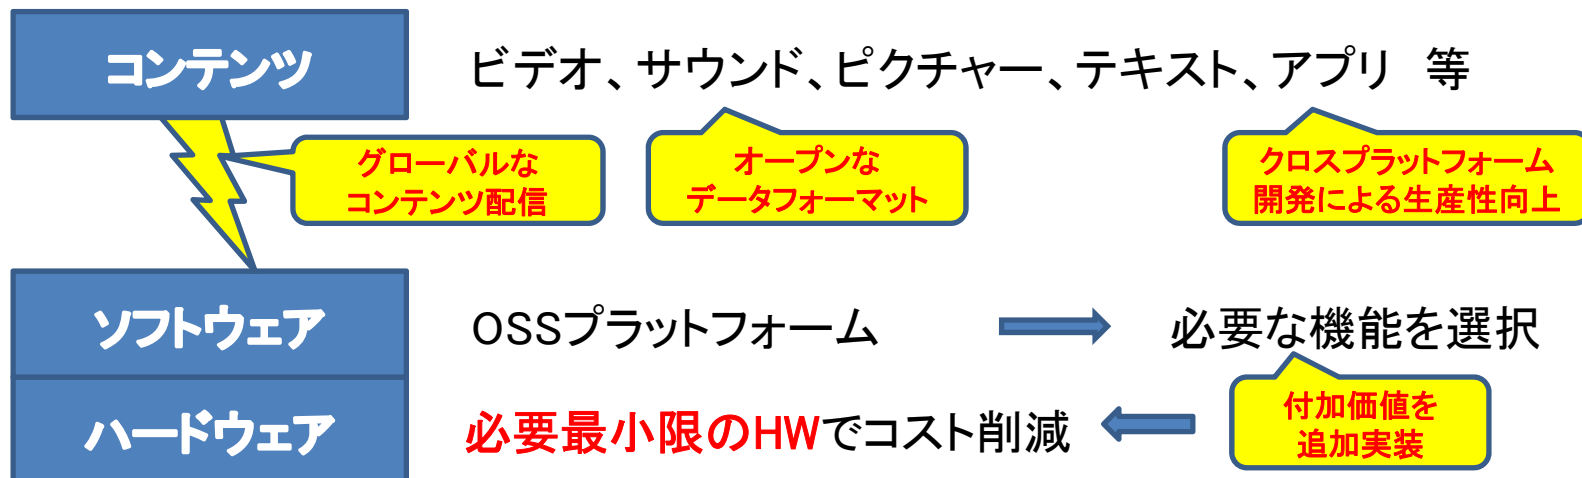 コンテンツ
ビデオ、サウンド、ピクチャー、テキスト、アプリ　等
グローバルな
コンテンツ配信
オープンな
データフォーマット
クロスプラットフォーム
開発による生産性向上
ソフトウェア
OSSプラットフォーム
必要な機能を選択
ハードウェア
必要最小限のHWでコスト削減
付加価値を
追加実装